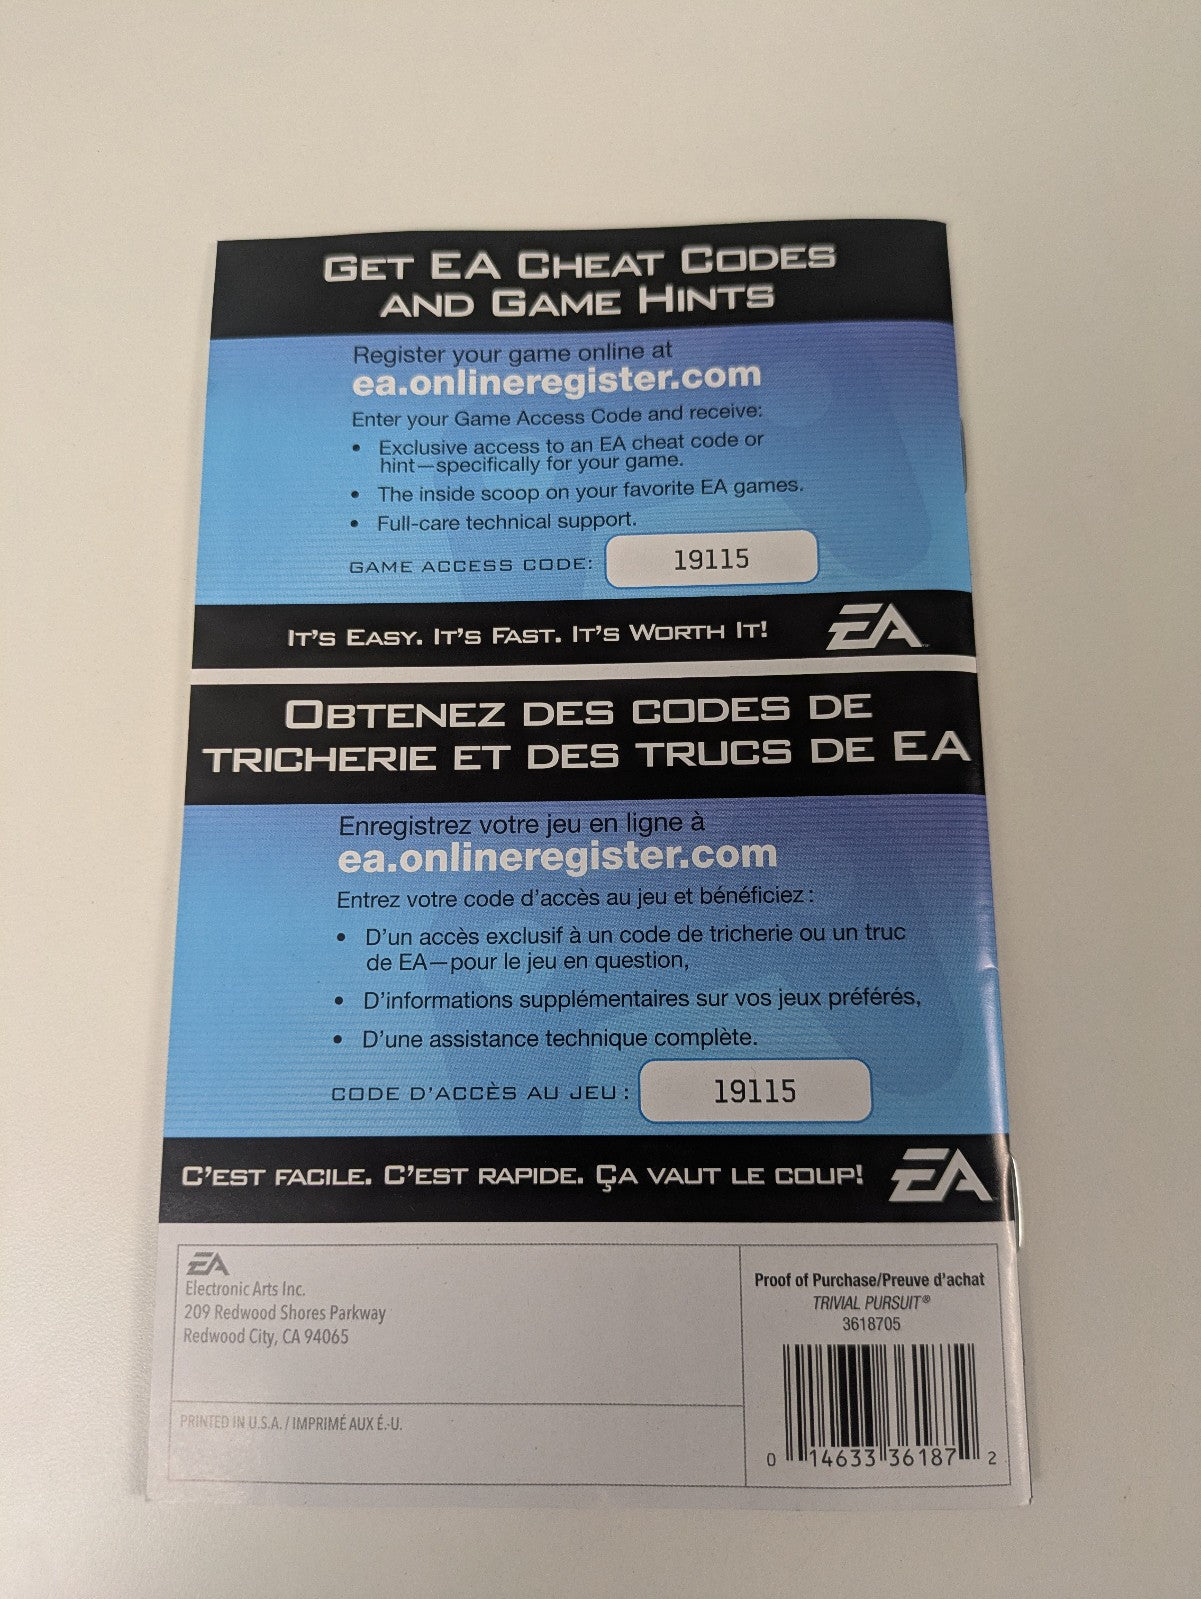 GET EA CHEAT CODES
AND GAME HINTS
Register your game online at
ea.onlineregister.com
Enter your Game Access Code and receive:
• Exclusive access to an EA cheat code or
hint—specifically for your game.
• The inside scoop on your favorite EA games.
• Full-care technical support.
GAME ACCESS CODE: 19115
IT'S EASY. IT'S FAST. IT'S WORTH IT! EA
OBTENEZ DES CODES DE
TRICHERIE ET DES TRUCS DE EA
Enregistrez votre jeu en ligne à
ea.onlineregister.com
Entrez votre code d'accès au jeu et bénéficiez :
• D'un accès exclusif à un code de tricherie ou un truc
de EA—pour le jeu en question,
• D'informations supplémentaires sur vos jeux préférés,
• D'une assistance technique complète.
CODE D'ACCÈS AU JEU : 19115
C'EST FACILE. C'EST RAPIDE. ÇA VAUT LE COUP! EA
EA
Electronic Arts Inc.
209 Redwood Shores Parkway
Redwood City, CA 94065
PRINTED IN U.S.A. / IMPRIMÉ AUX É.-U.
Proof of Purchase/Preuve d'achat
TRIVIAL PURSUIT®
3618705
0 14633 36187 2